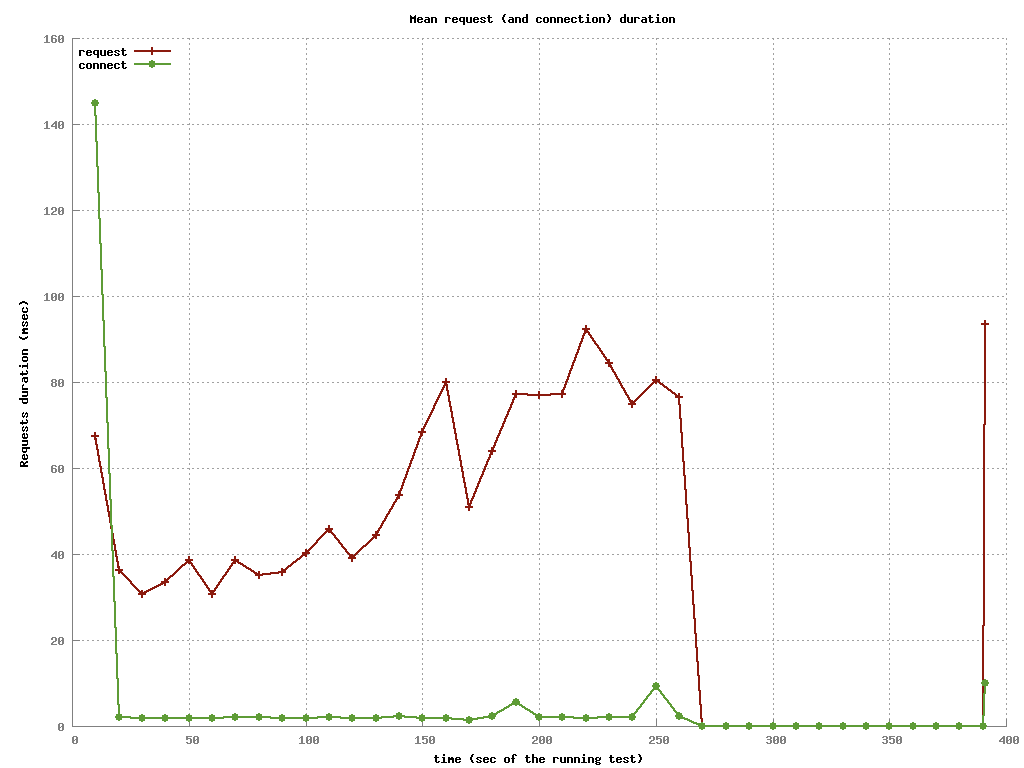 Mean request (and connection) duration
request
connect
160
140
120
100
80
60
40
20
0
Requests duration (msec)
0 50 100 150 200 250 300 350 400
time (sec of the running test)